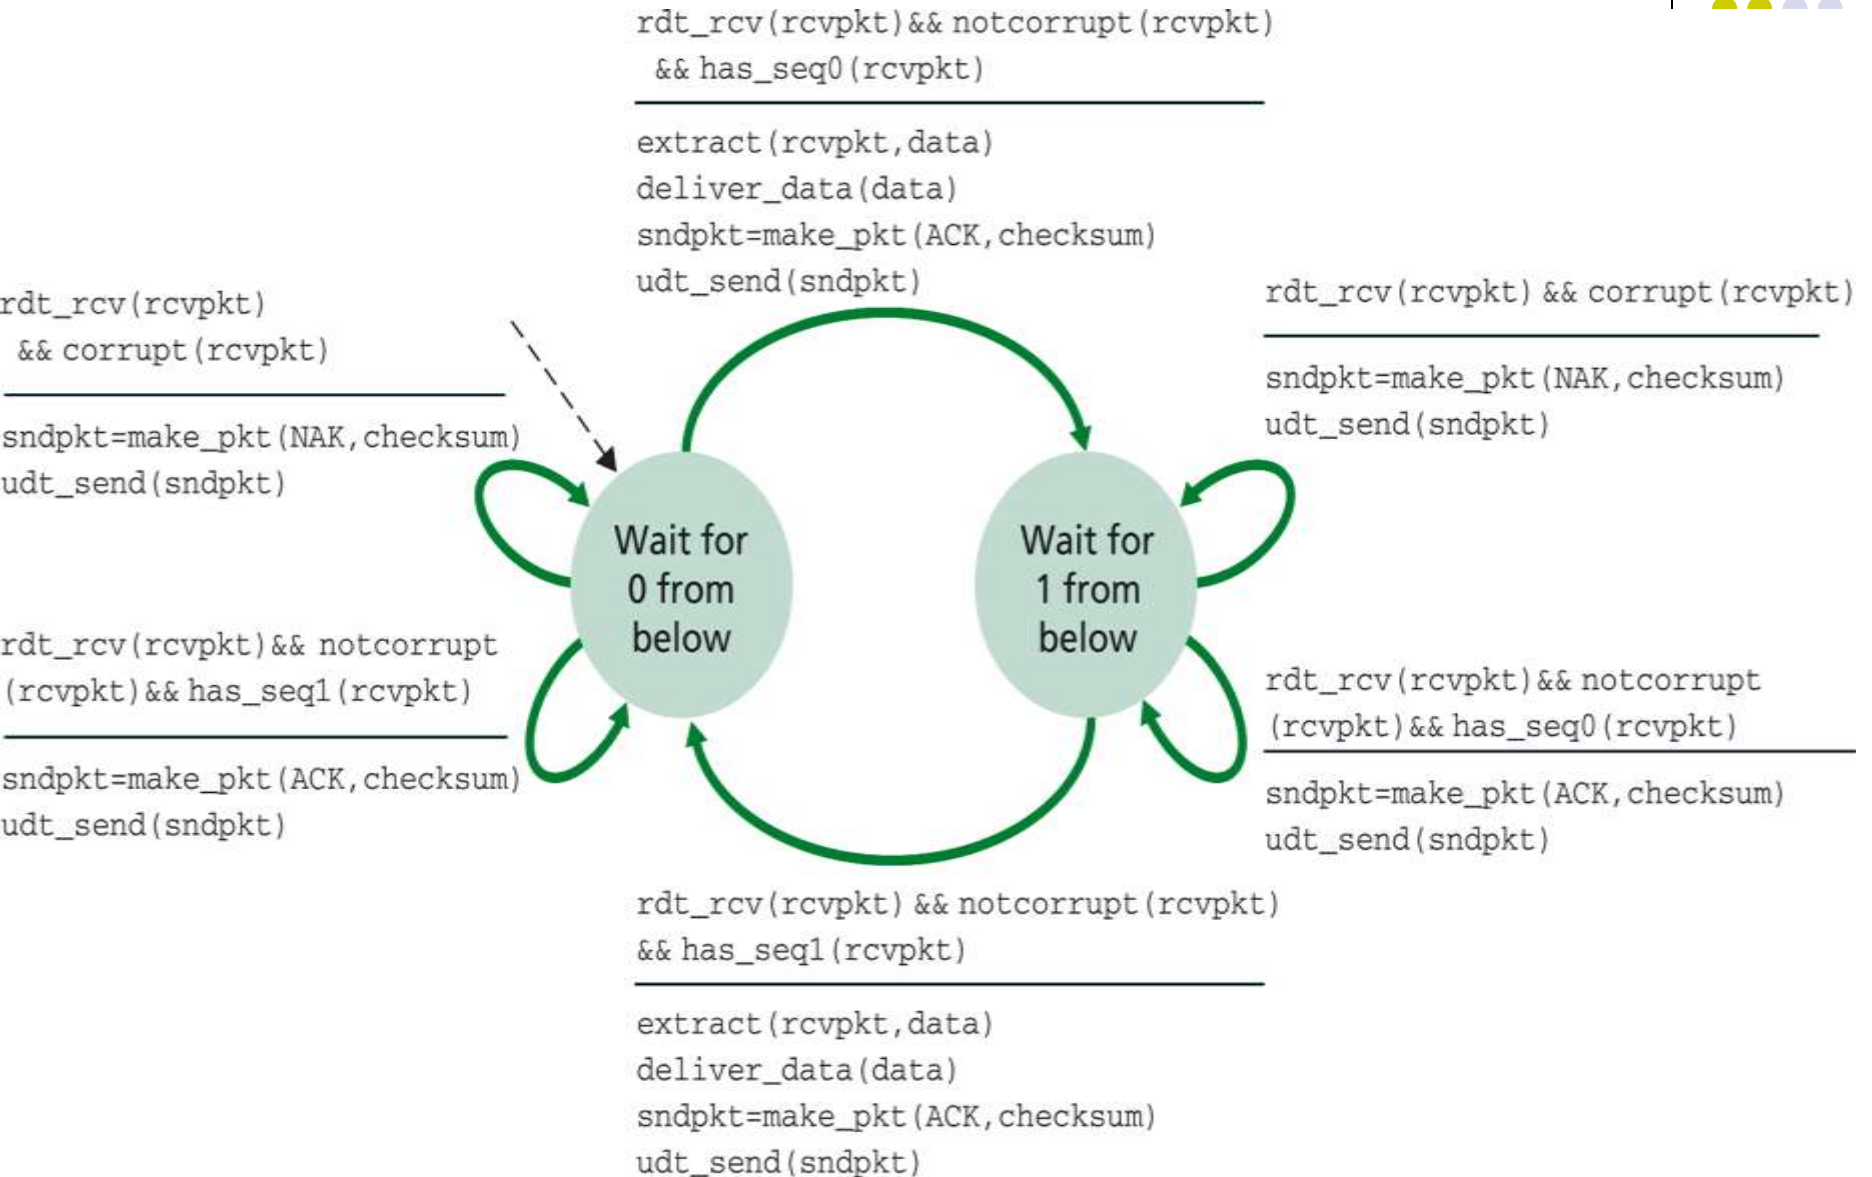 rdt_rcv(rcvpkt)&& notcorrupt(rcvpkt)
&& has_seq0(rcvpkt)
extract(rcvpkt,data)
deliver_data(data)
sndpkt=make_pkt(ACK,checksum)
udt_send(sndpkt)
rdt_rcv(rcvpkt)
&& corrupt(rcvpkt)
sndpkt=make_pkt(NAK,checksum)
udt_send(sndpkt)
rdt_rcv(rcvpkt) && corrupt(rcvpkt)
sndpkt=make_pkt(NAK,checksum)
udt_send(sndpkt)
Wait for
0 from
below
Wait for
1 from
below
rdt_rcv(rcvpkt)&& notcorrupt
(rcvpkt)&& has_seq1(rcvpkt)
sndpkt=make_pkt(ACK,checksum)
udt_send(sndpkt)
rdt_rcv(rcvpkt)&& notcorrupt
(rcvpkt)&& has_seq0(rcvpkt)
sndpkt=make_pkt(ACK,checksum)
udt_send(sndpkt)
rdt_rcv(rcvpkt) && notcorrupt(rcvpkt)
&& has_seq1(rcvpkt)
extract(rcvpkt,data)
deliver_data(data)
sndpkt=make_pkt(ACK,checksum)
udt_send(sndpkt)